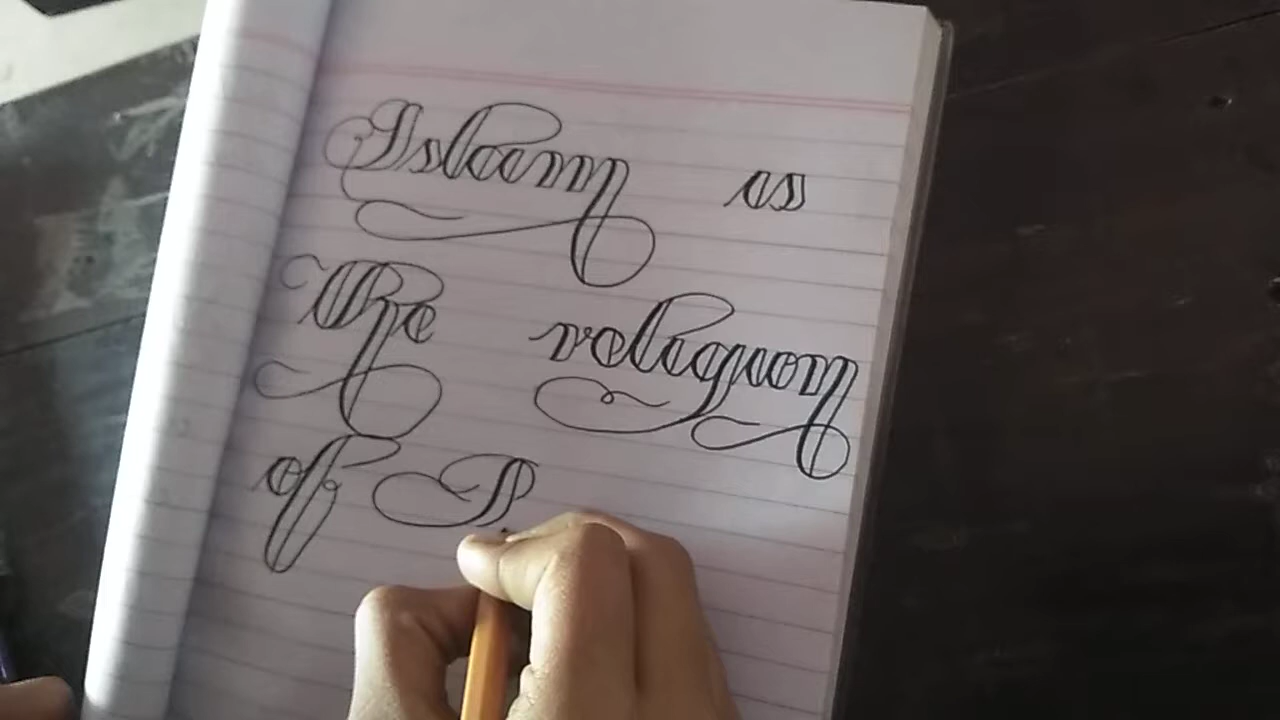 Islam is
the religion
of P